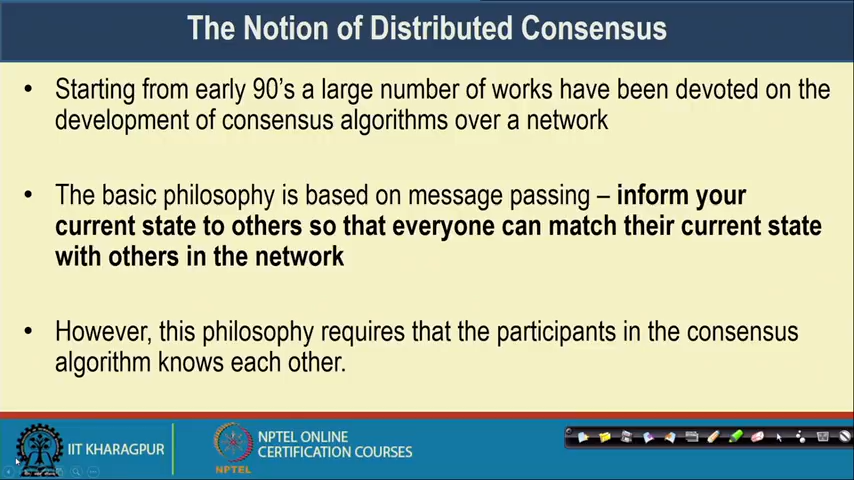 The Notion of Distributed Consensus
• Starting from early 90's a large number of works have been devoted on the
development of consensus algorithms over a network
• The basic philosophy is based on message passing – inform your
current state to others so that everyone can match their current state
with others in the network
• However, this philosophy requires that the participants in the consensus
algorithm knows each other.
IIT KHARAGPUR
NPTEL ONLINE
CERTIFICATION COURSES
NPTEL